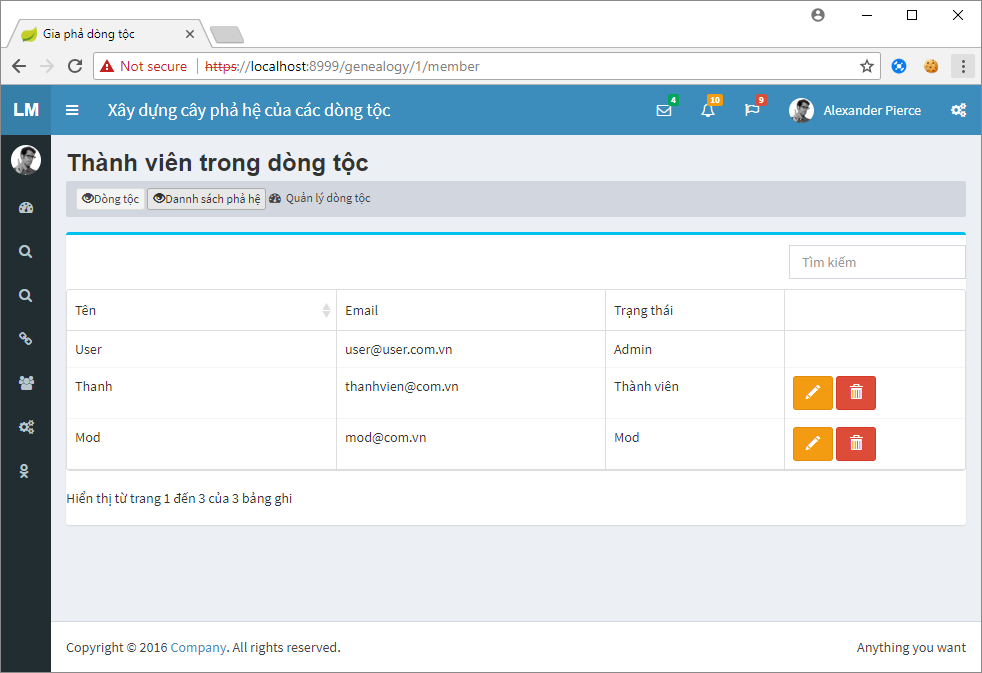 Gia phả dòng tộc
Not secure https://localhost:8999/genealogy/1/member
LM Xây dựng cây phả hệ của các dòng tộc 4 10 9 Alexander Pierce
Thành viên trong dòng tộc
Dòng tộc Dannh sách phả hệ Quản lý dòng tộc
Tìm kiếm
Tên Email Trạng thái
User user@user.com.vn Admin
Thanh thanhvien@com.vn Thành viên
Mod mod@com.vn Mod
Hiển thị từ trang 1 đến 3 của 3 bảng ghi
Copyright © 2016 Company. All rights reserved. Anything you want